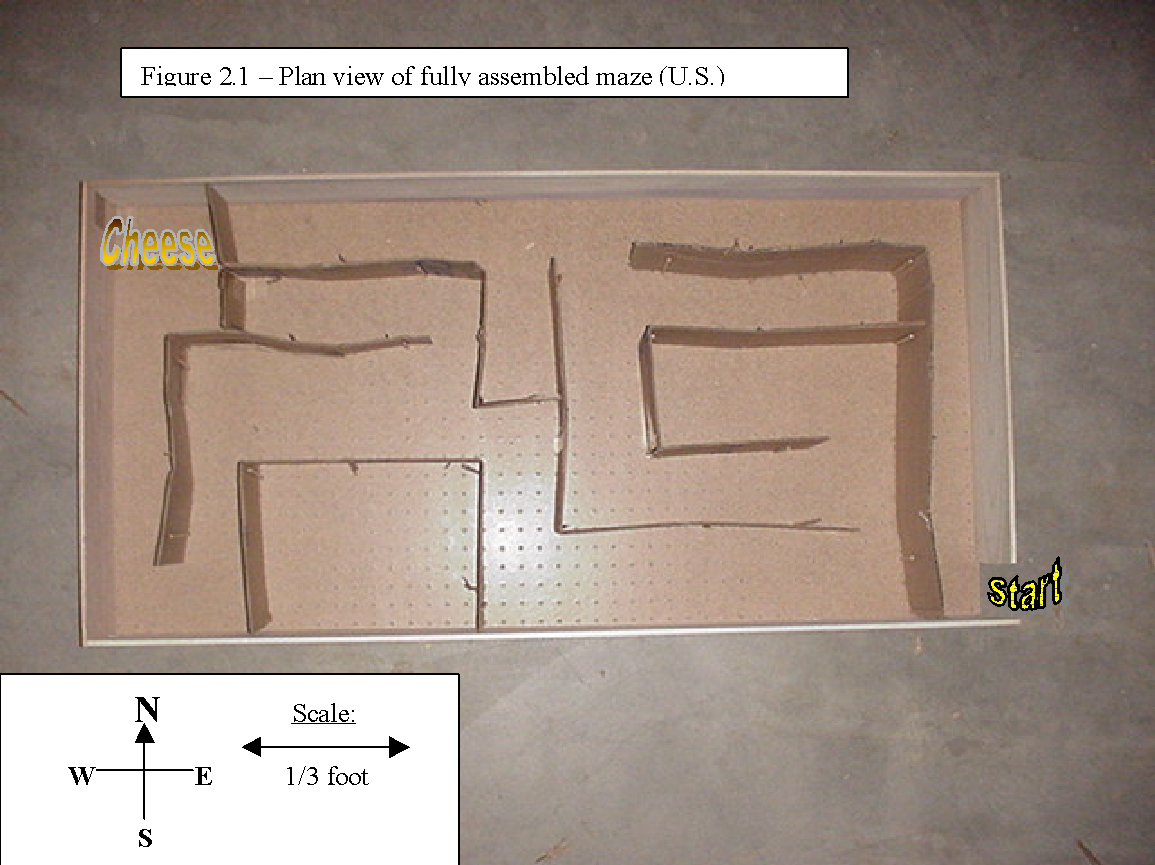 Figure 2.1 – Plan view of fully assembled maze (U.S.)
Cheese
Start
N
W E
S
Scale:
1/3 foot